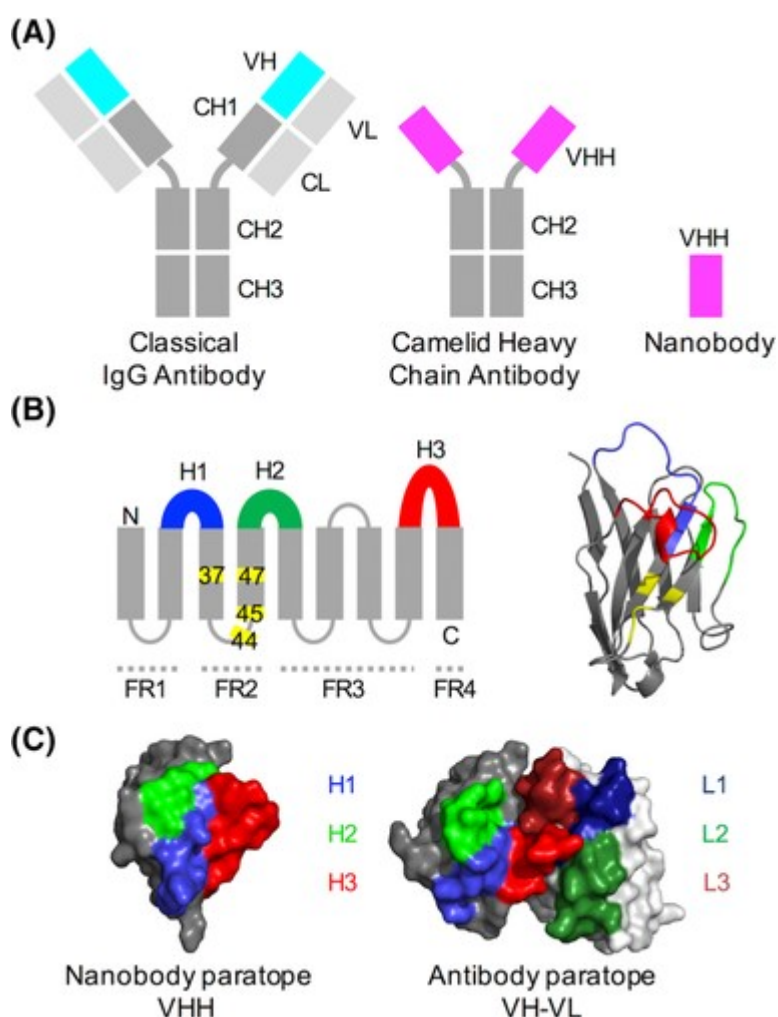 (A)
VH
CH1
VL
CL
CH2
CH3
Classical
IgG Antibody
VHH
CH2
CH3
Camelid Heavy
Chain Antibody
VHH
Nanobody
(B)
H1
H2
H3
N
37
47
45
44
C
FR1
FR2
FR3
FR4
(C)
H1
H2
H3
L1
L2
L3
Nanobody paratope
VHH
Antibody paratope
VH-VL